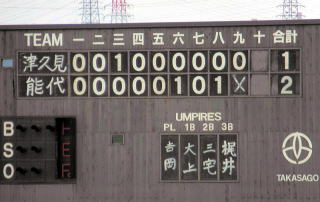 TEAM 一 二 三 四 五 六 七 八 九 十 合計
津久見 0 0 1 0 0 0 0 0 0 1
能代 0 0 0 0 0 1 0 1 X 2
UMPIRES
PL 1B 2B 3B
吉岡 大上 三宅 梶井
B
S
O
TAKASAGO